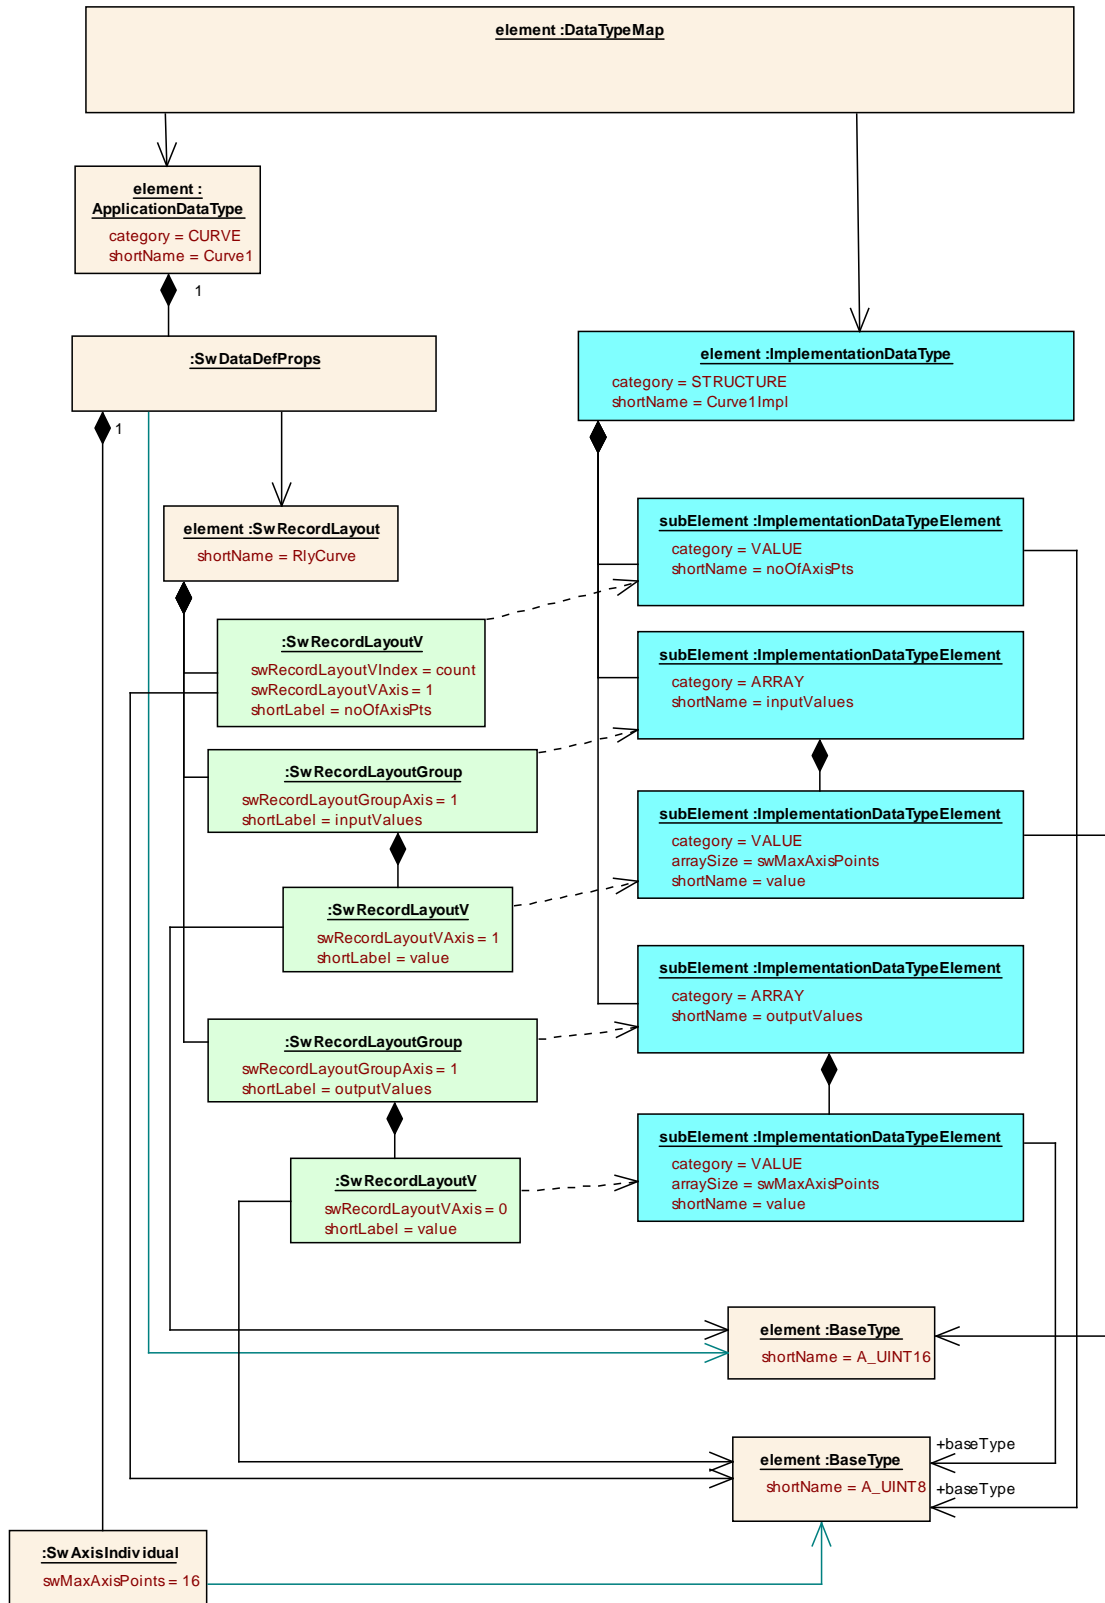 element :DataTypeMap
element :
ApplicationDataType
category = CURVE
shortName = Curve1
1
:SwDataDefProps
1
element :ImplementationDataType
category = STRUCTURE
shortName = Curve1Impl
element :SwRecordLayout
shortName = RlyCurve
subElement :ImplementationDataTypeElement
category = VALUE
shortName = noOfAxisPts
:SwRecordLayoutV
swRecordLayoutVIndex = count
swRecordLayoutVAxis = 1
shortLabel = noOfAxisPts
subElement :ImplementationDataTypeElement
category = ARRAY
shortName = inputValues
:SwRecordLayoutGroup
swRecordLayoutGroupAxis = 1
shortLabel = inputValues
subElement :ImplementationDataTypeElement
category = VALUE
arraySize = swMaxAxisPoints
shortName = value
:SwRecordLayoutV
swRecordLayoutVAxis = 1
shortLabel = value
subElement :ImplementationDataTypeElement
category = ARRAY
shortName = outputValues
:SwRecordLayoutGroup
swRecordLayoutGroupAxis = 1
shortLabel = outputValues
subElement :ImplementationDataTypeElement
category = VALUE
arraySize = swMaxAxisPoints
shortName = value
:SwRecordLayoutV
swRecordLayoutVAxis = 0
shortLabel = value
element :BaseType
shortName = A_UINT16
element :BaseType
shortName = A_UINT8
+baseType
+baseType
:SwAxisIndividual
swMaxAxisPoints = 16